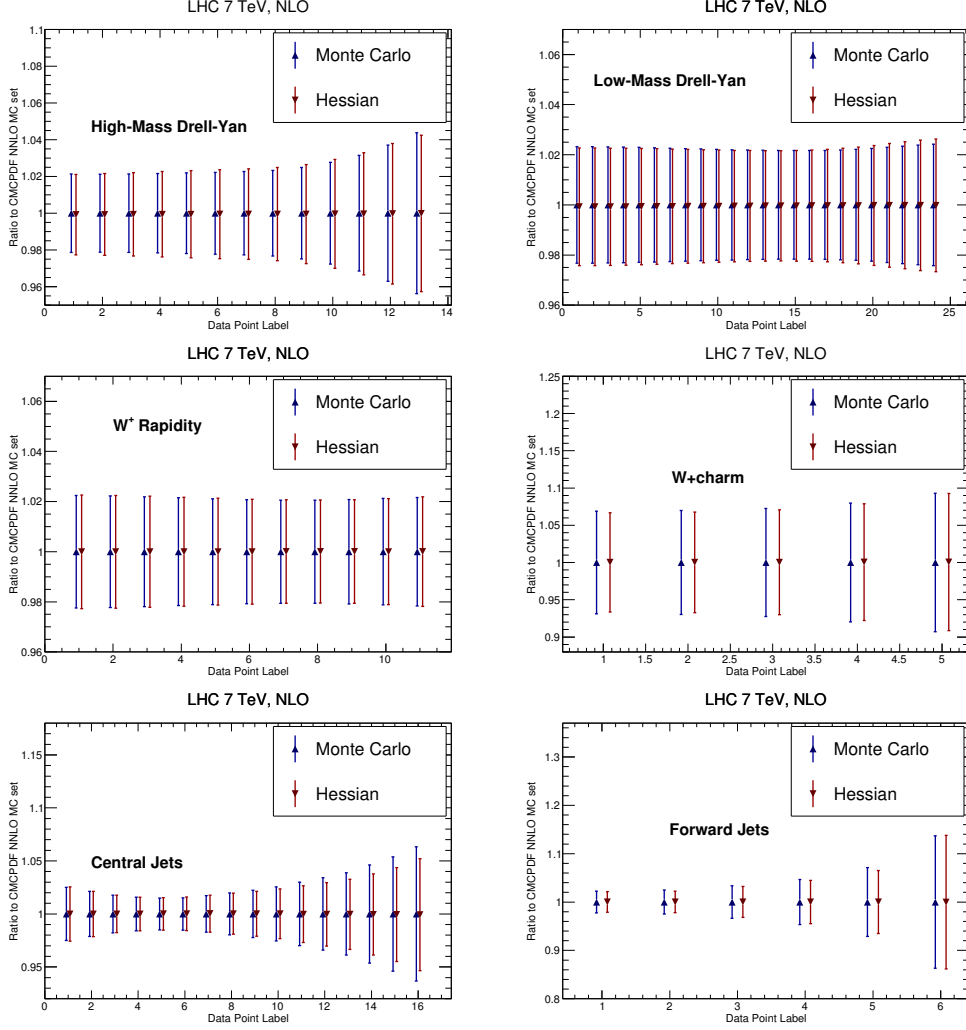 LHC 7 TeV, NLO
Ratio to CMCPDF NNLO MC set
1.1
1.08
1.06
1.04
1.02
1
0.98
0.96
Monte Carlo
Hessian
High-Mass Drell-Yan
0 2 4 6 8 10 12 14
Data Point Label
LHC 7 TeV, NLO
Ratio to CMCPDF NNLO MC set
1.06
1.04
1.02
1
0.98
0.96
Monte Carlo
Hessian
Low-Mass Drell-Yan
0 5 10 15 20 25
Data Point Label
LHC 7 TeV, NLO
Ratio to CMCPDF NNLO MC set
1.06
1.04
1.02
1
0.98
0.96
Monte Carlo
Hessian
W⁺ Rapidity
0 2 4 6 8 10
Data Point Label
LHC 7 TeV, NLO
Ratio to CMCPDF NNLO MC set
1.25
1.2
1.15
1.1
1.05
1
0.95
0.9
Monte Carlo
Hessian
W+charm
1 1.5 2 2.5 3 3.5 4 4.5 5
Data Point Label
LHC 7 TeV, NLO
Ratio to CMCPDF NNLO MC set
1.15
1.1
1.05
1
0.95
Monte Carlo
Hessian
Central Jets
0 2 4 6 8 10 12 14 16
Data Point Label
LHC 7 TeV, NLO
Ratio to CMCPDF NNLO MC set
1.3
1.2
1.1
1
0.9
0.8
Monte Carlo
Hessian
Forward Jets
1 2 3 4 5 6
Data Point Label